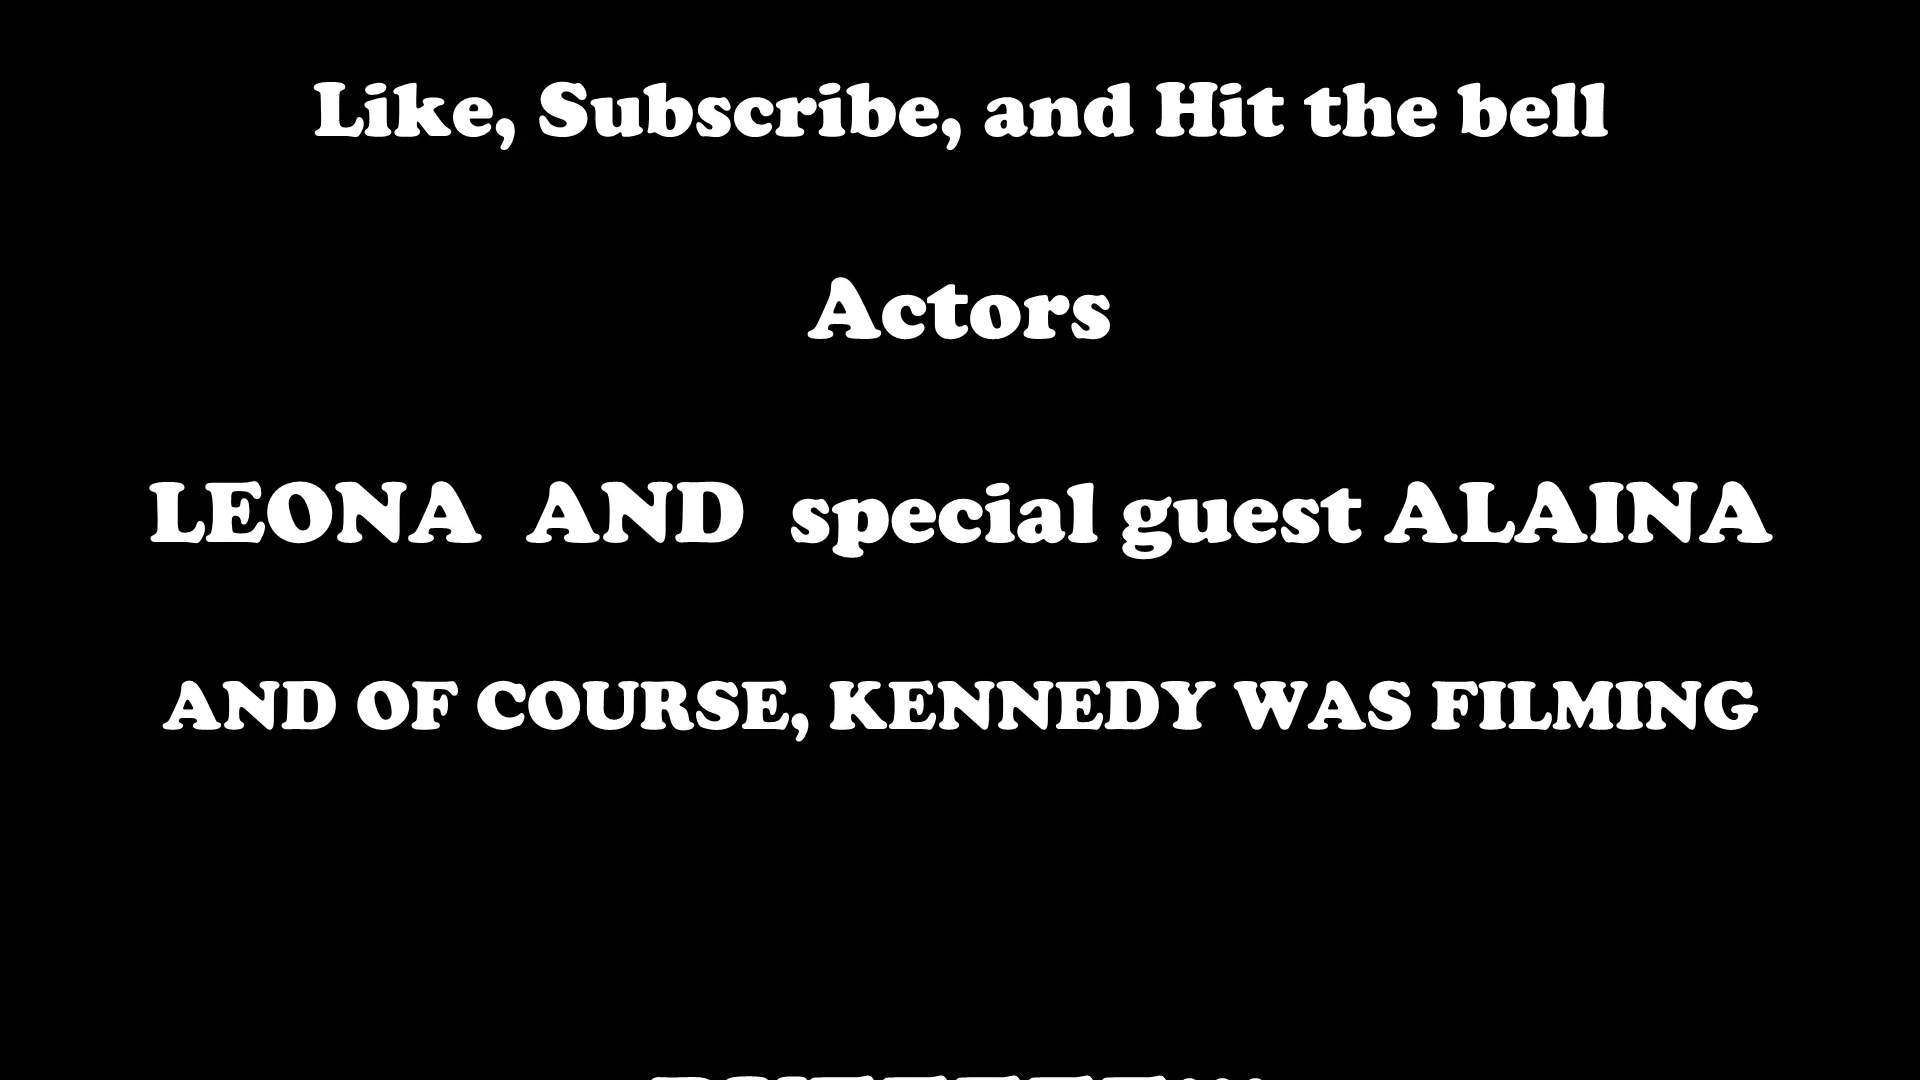 Like, Subscribe, and Hit the bell
Actors
LEONA AND special guest ALAINA
AND OF COURSE, KENNEDY WAS FILMING